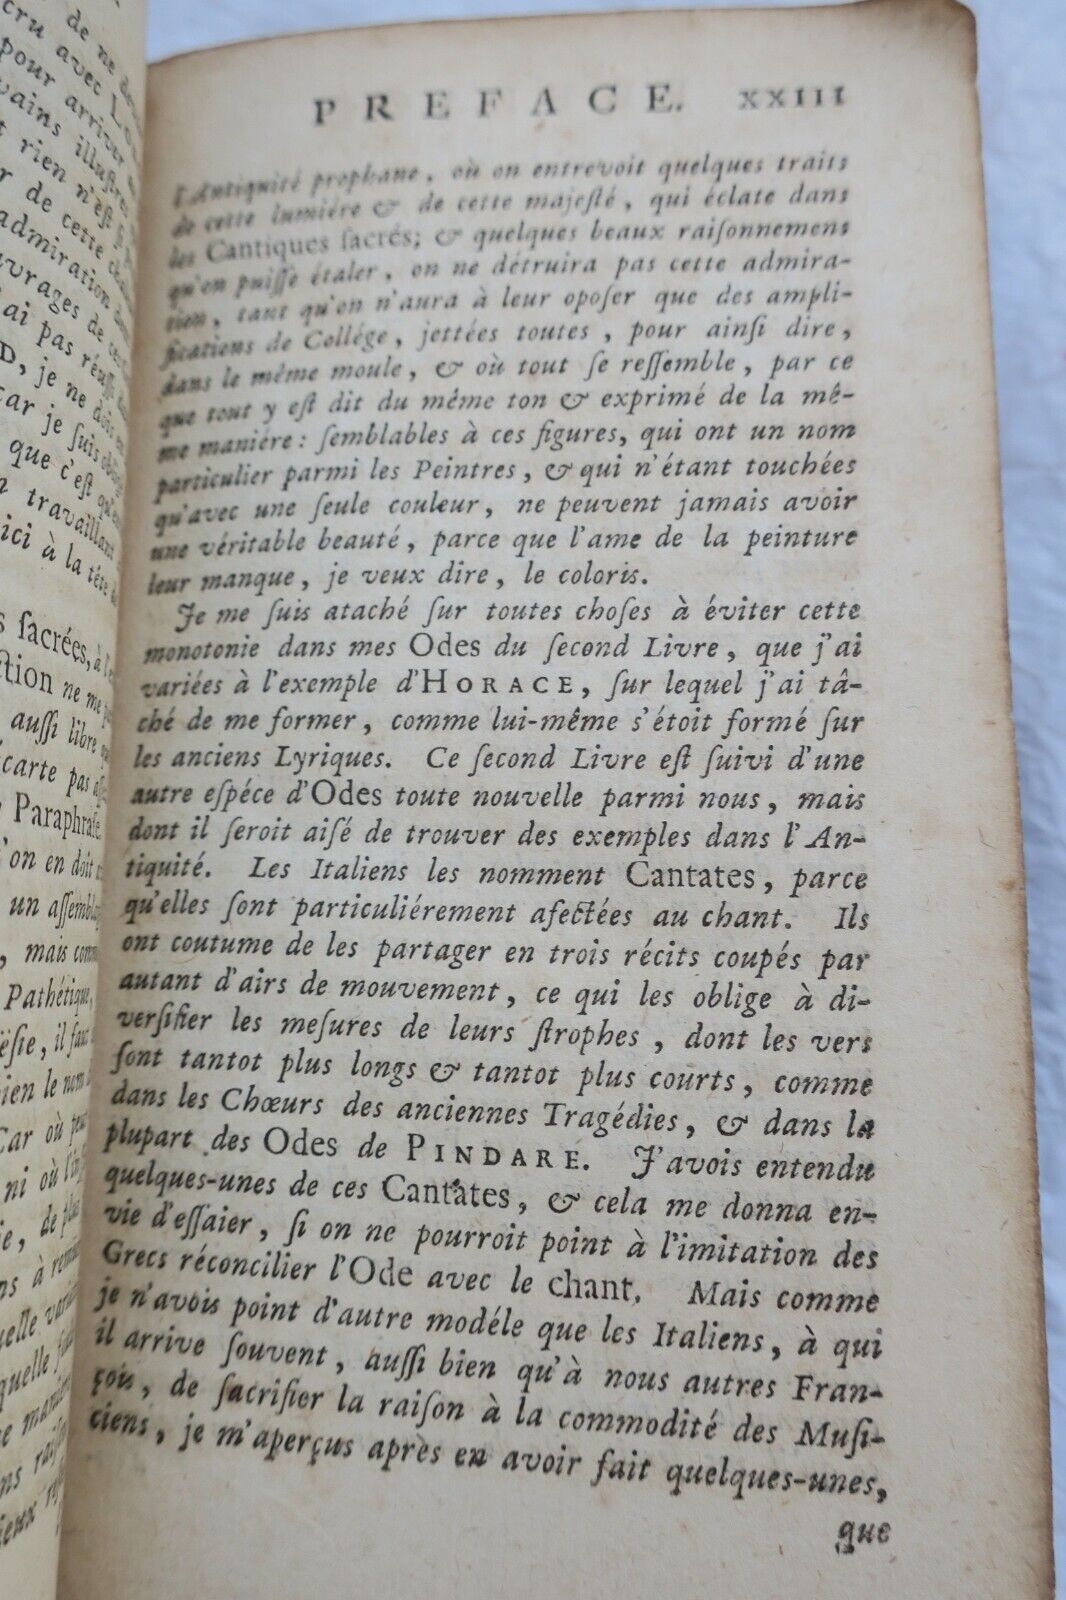 PREFACE. XXIII
l'Antiquité prophane, où on entrevoit quelques traits
de cette lumiére & de cette majesté, qui éclate dans
les Cantiques sacrés; & quelques beaux raisonnemens
qu'on puisse étaler, on ne détruira pas cette admira-
tion, tant qu'on n'aura à leur oposer que des ampli-
fications de Collége, jettées toutes, pour ainsi dire,
dans le même moule, & où tout se ressemble, par ce
que tout y est dit du même ton & exprimé de la mê-
me maniére: semblables à ces figures, qui ont un nom
particulier parmi les Peintres, & qui n'étant touchées
qu'avec une seule couleur, ne peuvent jamais avoir
une véritable beauté, parce que l'ame de la peinture
leur manque, je veux dire, le coloris.
Je me suis ataché sur toutes choses à éviter cette
monotonie dans mes Odes du second Livre, que j'ai
variées à l'exemple d'HORACE, sur lequel j'ai tâ-
ché de me former, comme lui-même s'étoit formé sur
les anciens Lyriques. Ce second Livre est suivi d'une
autre espéce d'Odes toute nouvelle parmi nous, mais
dont il seroit aisé de trouver des exemples dans l'An-
tiquité. Les Italiens les nomment Cantates, parce
qu'elles sont particuliérement afectées au chant. Ils
ont coutume de les partager en trois récits coupés par
autant d'airs de mouvement, ce qui les oblige à di-
versifier les mesures de leurs strophes, dont les vers
sont tantot plus longs & tantot plus courts, comme
dans les Chœurs des anciennes Tragédies, & dans la
plupart des Odes de PINDARE. J'avois entendu
quelques-unes de ces Cantates, & cela me donna en-
vie d'essaier, si on ne pourroit point à l'imitation des
Grecs réconcilier l'Ode avec le chant. Mais comme
je n'avois point d'autre modéle que les Italiens, à qui
il arrive souvent, aussi bien qu'à nous autres Fran-
çois, de sacrifier la raison à la commodité des Musi-
ciens, je m'aperçus après en avoir fait quelques-unes,
que